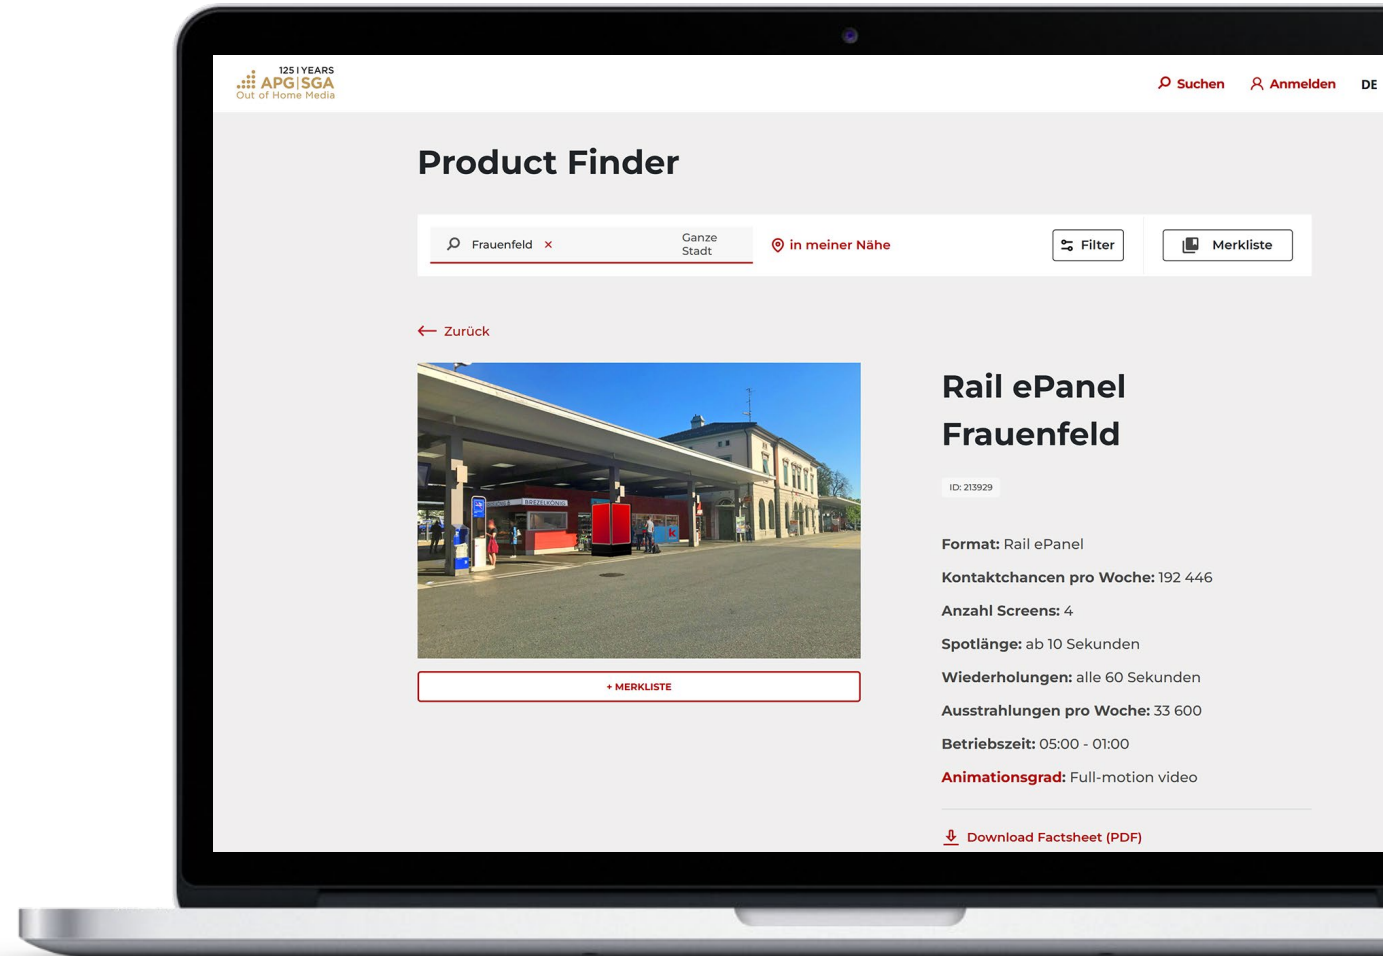 125 | YEARS
APG|SGA
Out of Home Media
Suchen
Anmelden
DE
Product Finder
Frauenfeld ×
Ganze
Stadt
in meiner Nähe
Filter
Merkliste
Zurück
BREZELKÖNIG
k
+ MERKLISTE
Rail ePanel
Frauenfeld
ID: 213929
Format: Rail ePanel
Kontaktchancen pro Woche: 192 446
Anzahl Screens: 4
Spotlänge: ab 10 Sekunden
Wiederholungen: alle 60 Sekunden
Ausstrahlungen pro Woche: 33 600
Betriebszeit: 05:00 - 01:00
Animationsgrad: Full-motion video
Download Factsheet (PDF)